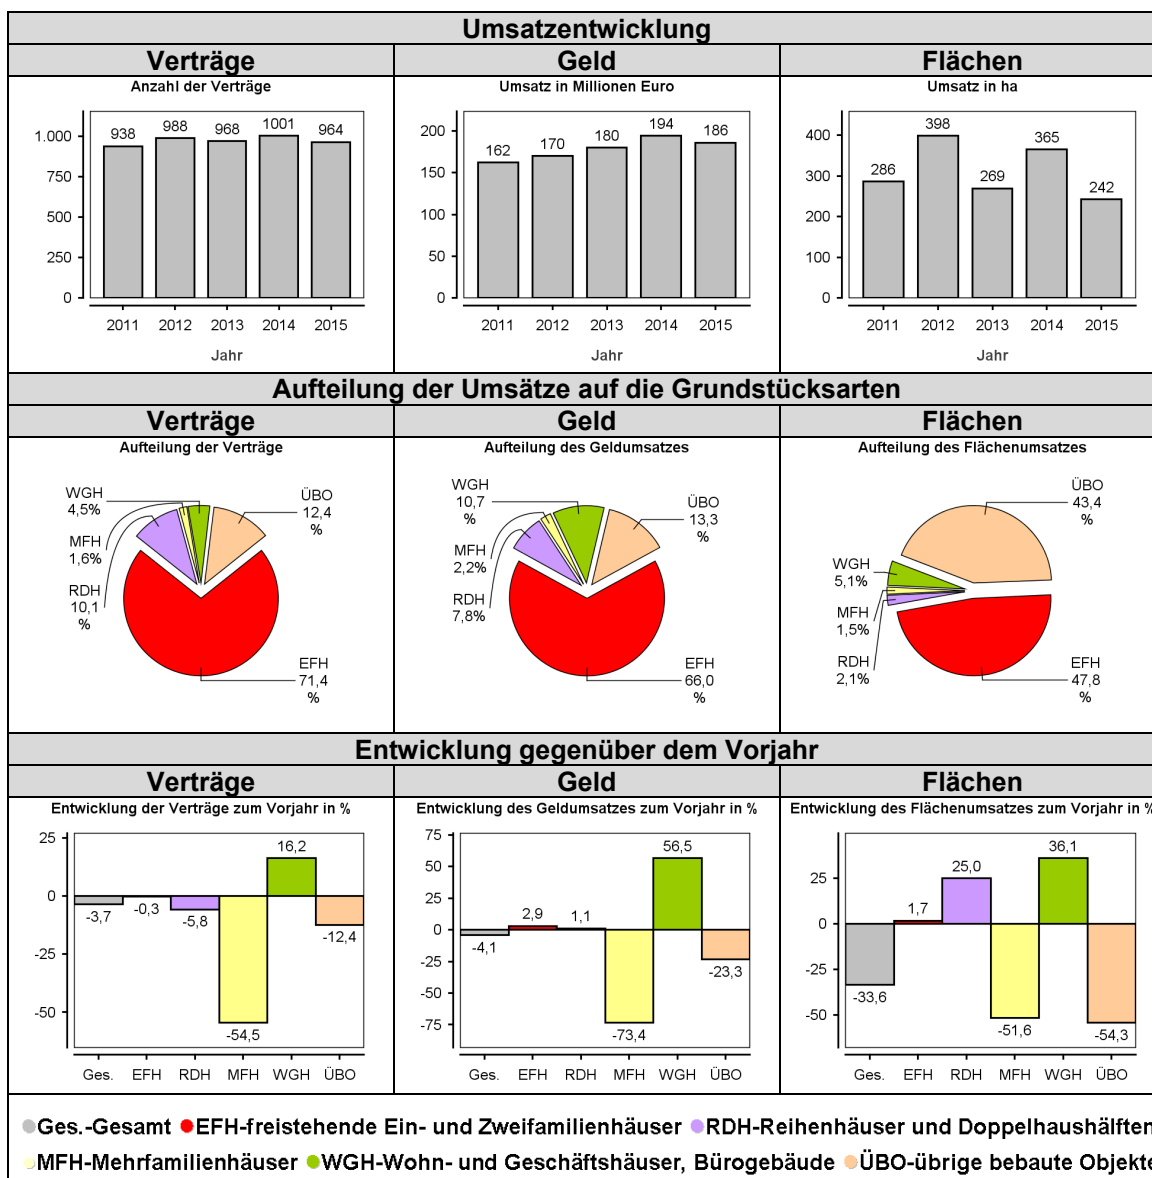 Umsatzentwicklung
Verträge
Geld
Flächen
Anzahl der Verträge
1.000
750
500
250
0
938
988
968
1001
964
2011
2012
2013
2014
2015
Jahr
Umsatz in Millionen Euro
200
150
100
50
0
162
170
180
194
186
2011
2012
2013
2014
2015
Jahr
Umsatz in ha
400
300
200
100
0
286
398
269
365
242
2011
2012
2013
2014
2015
Jahr
Aufteilung der Umsätze auf die Grundstücksarten
Verträge
Geld
Flächen
Aufteilung der Verträge
WGH
4,5%
MFH
1,6%
RDH
10,1
%
ÜBO
12,4
%
EFH
71,4
%
Aufteilung des Geldumsatzes
WGH
10,7
%
MFH
2,2%
RDH
7,8%
ÜBO
13,3
%
EFH
66,0
%
Aufteilung des Flächenumsatzes
ÜBO
43,4
%
WGH
5,1%
MFH
1,5%
RDH
2,1%
EFH
47,8
%
Entwicklung gegenüber dem Vorjahr
Verträge
Geld
Flächen
Entwicklung der Verträge zum Vorjahr in %
25
0
-25
-50
-3,7
-0,3
-5,8
-54,5
16,2
-12,4
Ges.
EFH
RDH
MFH
WGH
ÜBO
Entwicklung des Geldumsatzes zum Vorjahr in %
75
50
25
0
-25
-50
-75
-4,1
2,9
1,1
-73,4
56,5
-23,3
Ges.
EFH
RDH
MFH
WGH
ÜBO
Entwicklung des Flächenumsatzes zum Vorjahr in %
25
0
-25
-50
-33,6
1,7
25,0
-51,6
36,1
-54,3
Ges.
EFH
RDH
MFH
WGH
ÜBO
Ges.-Gesamt EFH-freistehende Ein- und Zweifamilienhäuser RDH-Reihenhäuser und Doppelhaushälften
MFH-Mehrfamilienhäuser WGH-Wohn- und Geschäftshäuser, Bürogebäude ÜBO-übrige bebaute Objekte